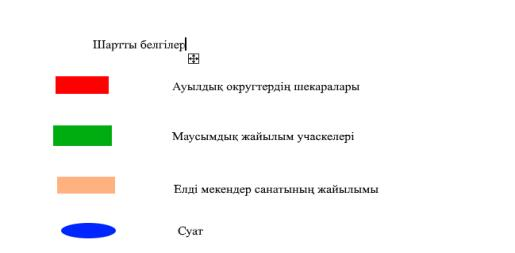 Шартты белгілер
Ауылдық округтердің шекаралары
Маусымдық жайылым учаскелері
Елді мекендер санатының жайылымы
Суат